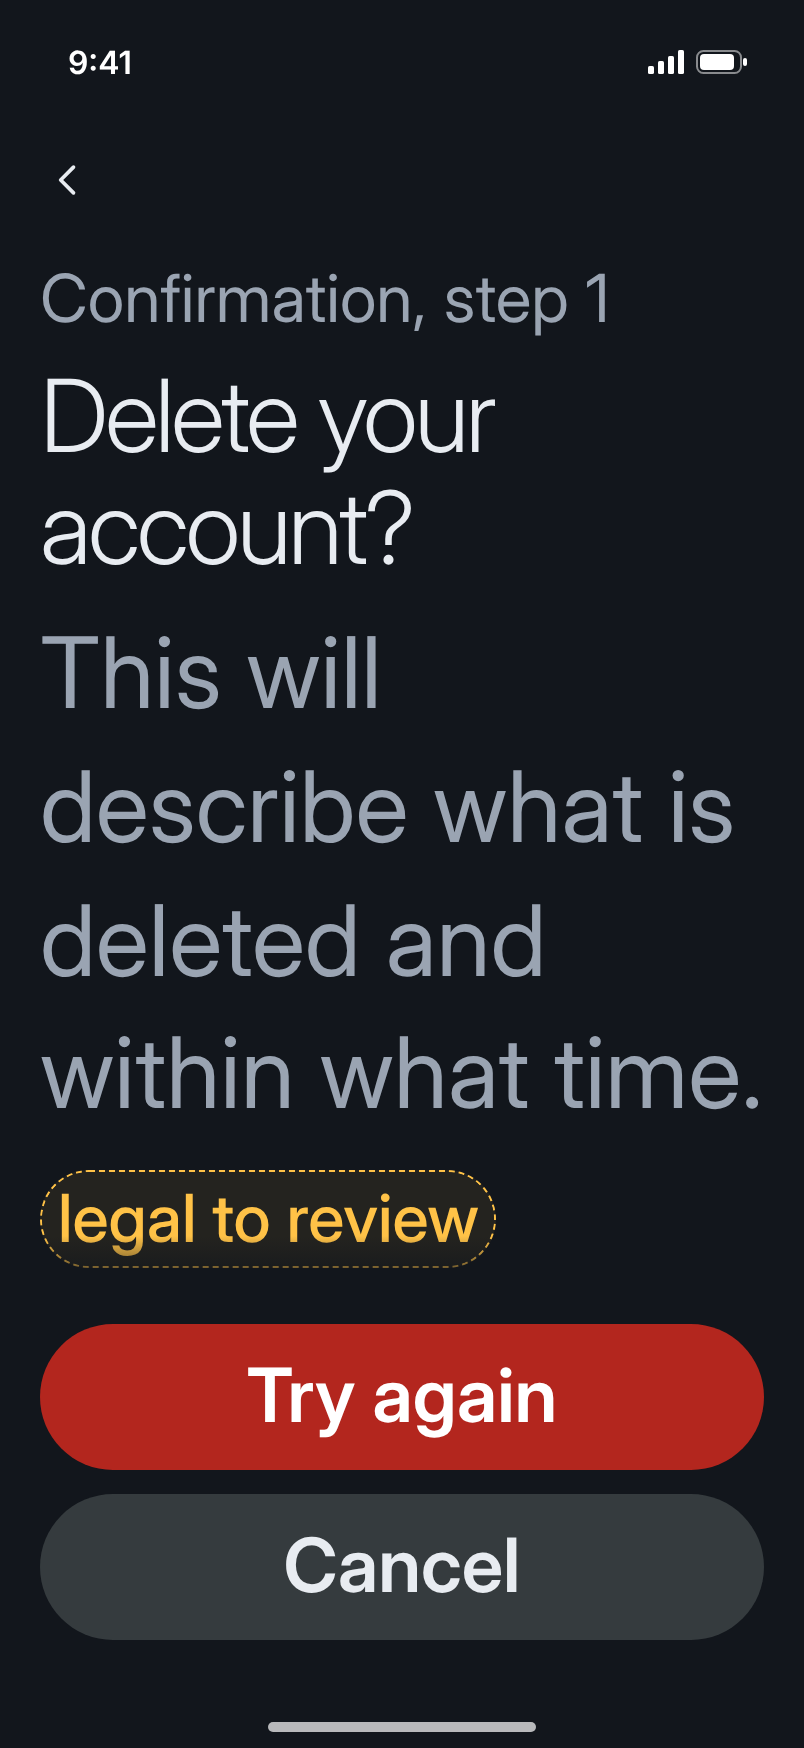 9:41
Confirmation, step 1
Delete your
account?
This will
describe what is
deleted and
within what time.
legal to review
Try again
Cancel